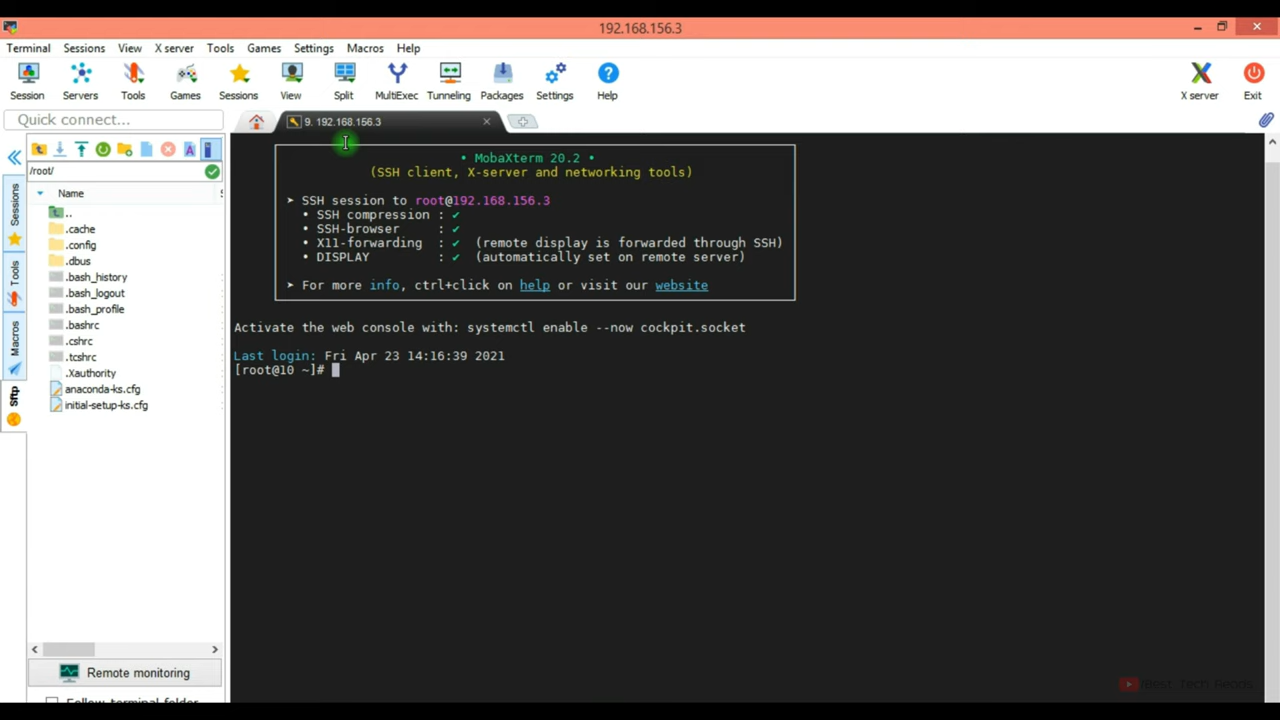 192.168.156.3
Terminal Sessions View X server Tools Games Settings Macros Help
Session Servers Tools Games Sessions View Split MultiExec Tunneling Packages Settings Help X server Exit
Quick connect...
9. 192.168.156.3
/root/
Name
..
.cache
.config
.dbus
.bash_history
.bash_logout
.bash_profile
.bashrc
.cshrc
.tcshrc
.Xauthority
anaconda-ks.cfg
initial-setup-ks.cfg
Sessions
Tools
Macros
Sftp
Remote monitoring
Follow terminal folder
• MobaXterm 20.2 •
(SSH client, X-server and networking tools)
➤ SSH session to root@192.168.156.3
• SSH compression : ✔
• SSH-browser : ✔
• X11-forwarding : ✔ (remote display is forwarded through SSH)
• DISPLAY : ✔ (automatically set on remote server)
➤ For more info, ctrl+click on help or visit our website
Activate the web console with: systemctl enable --now cockpit.socket
Last login: Fri Apr 23 14:16:39 2021
[root@10 ~]#